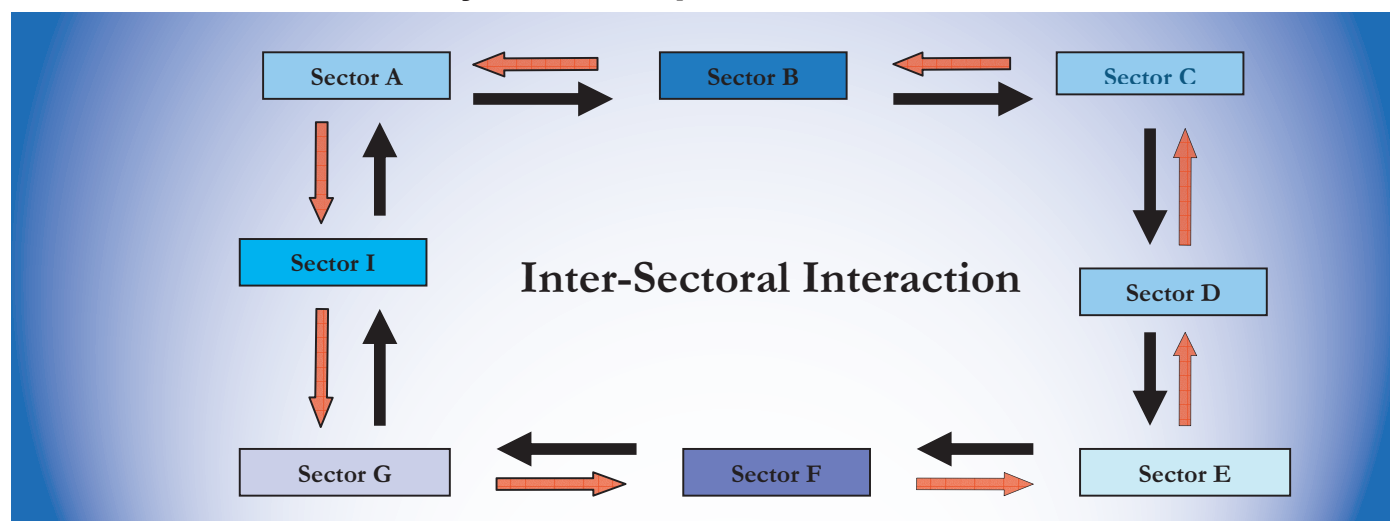 Sector A
Sector B
Sector C
Sector I
Inter-Sectoral Interaction
Sector D
Sector G
Sector F
Sector E